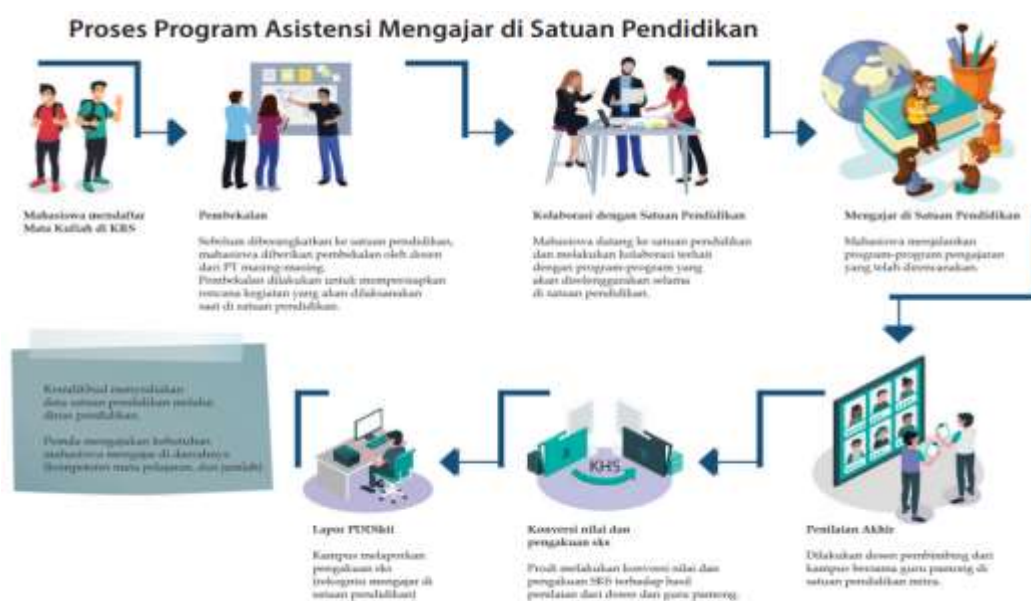 Proses Program Asistensi Mengajar di Satuan Pendidikan
Mahasiswa mendaftar
Mata Kuliah di KRS
Pembekalan
Sebelum diberangkatkan ke satuan pendidikan,
mahasiswa diberikan pembekalan oleh dosen
dari PT masing-masing.
Pembekalan dilakukan untuk mempersiapkan
rencana kegiatan yang akan dilaksanakan
saat di satuan pendidikan.
Kolaborasi dengan Satuan Pendidikan
Mahasiswa datang ke satuan pendidikan
dan melakukan kolaborasi terkait
dengan program-program yang
akan diselenggarakan selama
di satuan pendidikan.
Mengajar di Satuan Pendidikan
Mahasiswa menjalankan
program-program pengajaran
yang telah direncanakan.
Kemdikbud menyediakan
data satuan pendidikan melalui
dinas pendidikan.
Pemda mengajukan kebutuhan
mahasiswa mengajar di daerahnya
(kompetensi mata pelajaran, dan jumlah)
Lapor PDDikti
Kampus melaporkan
pengakuan sks
(rekognisi mengajar di
satuan pendidikan)
KHS
Konversi nilai dan
pengakuan sks
Prodi melakukan konversi nilai dan
pengakuan SKS terhadap hasil
penilaian dari dosen dan guru pamong.
Penilaian Akhir
Dilakukan dosen pembimbing dari
kampus bersama guru pamong di
satuan pendidikan mitra.